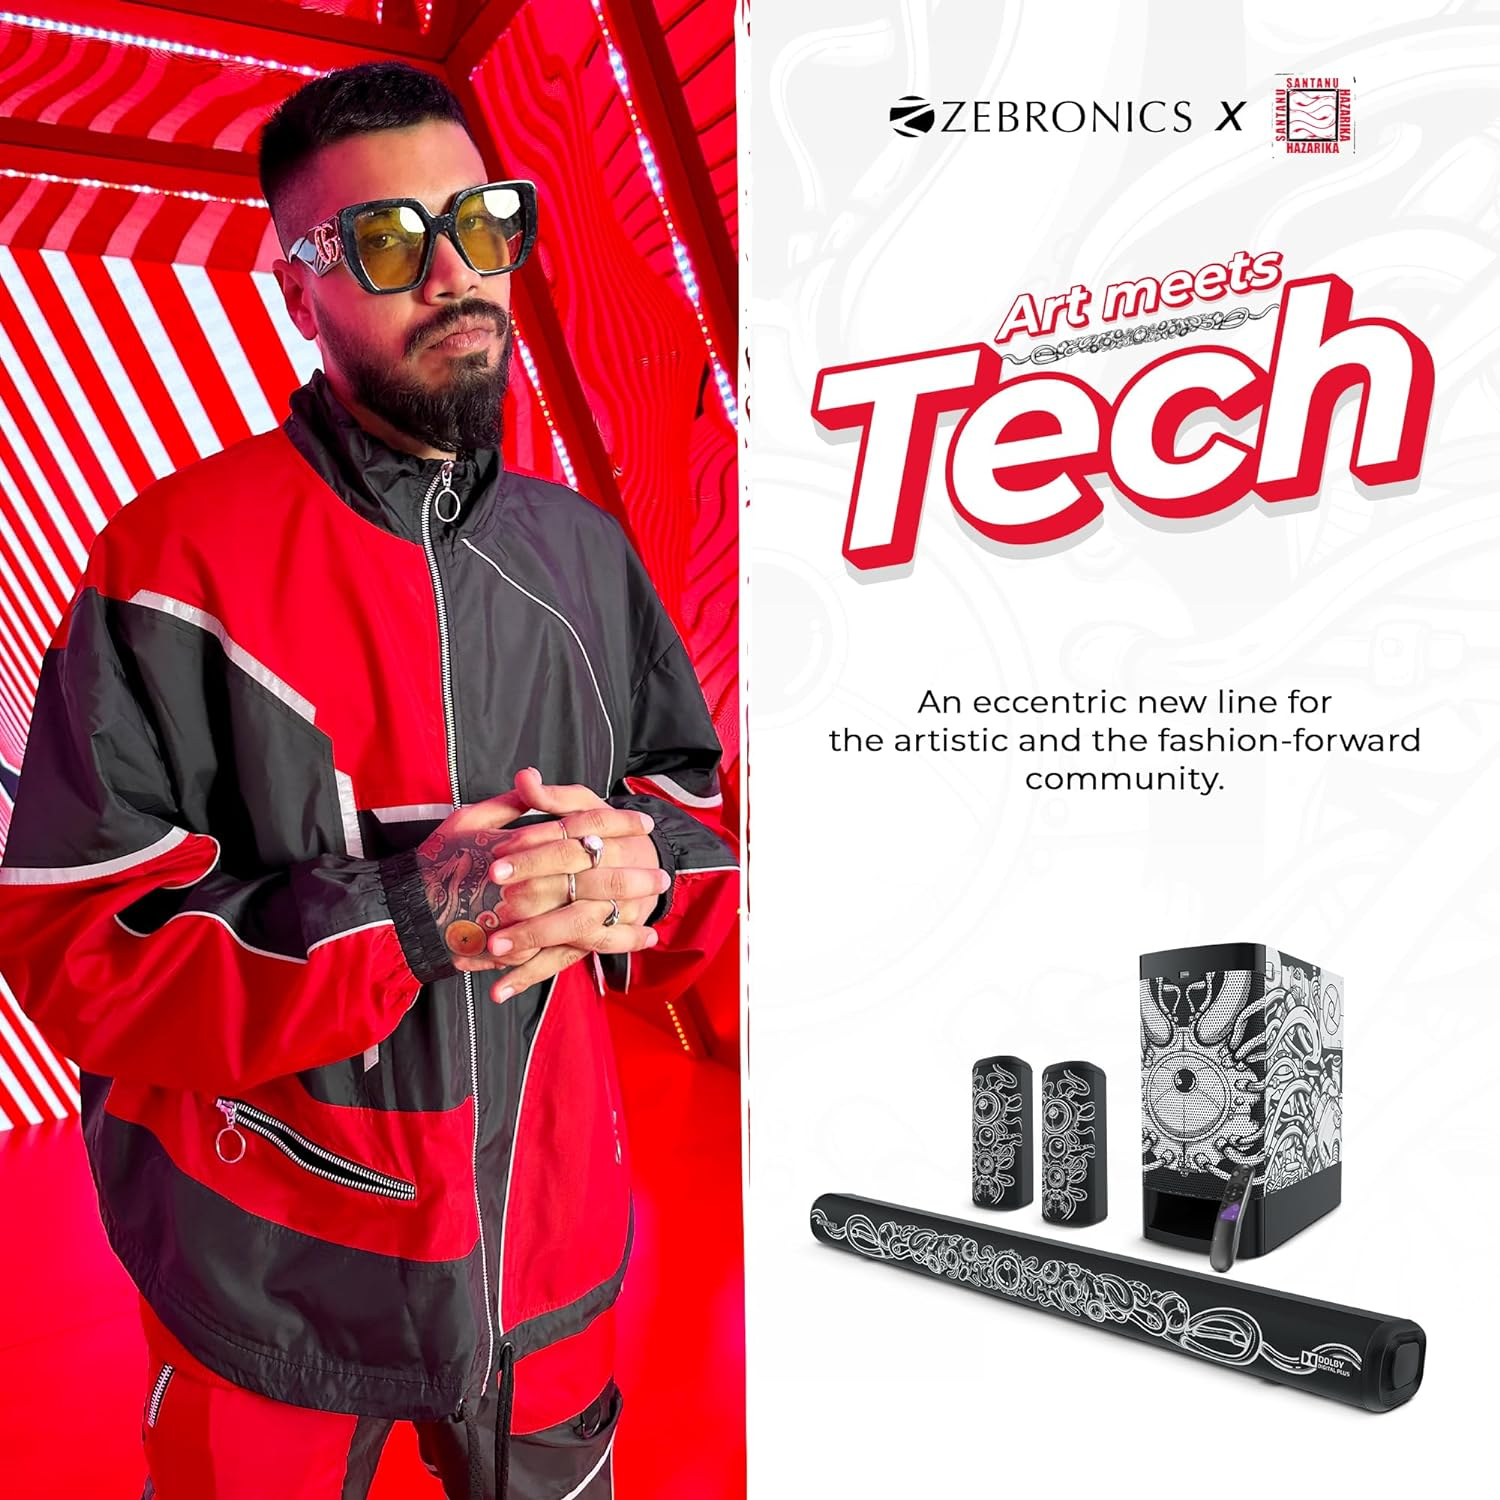 ZEBRONICS X
SANTANU
SANTANU
HAZARIKA
HAZARIKA
Art meets
Tech
An eccentric new line for
the artistic and the fashion-forward
community.
ZEBRONICS
DOLBY
DIGITAL PLUS